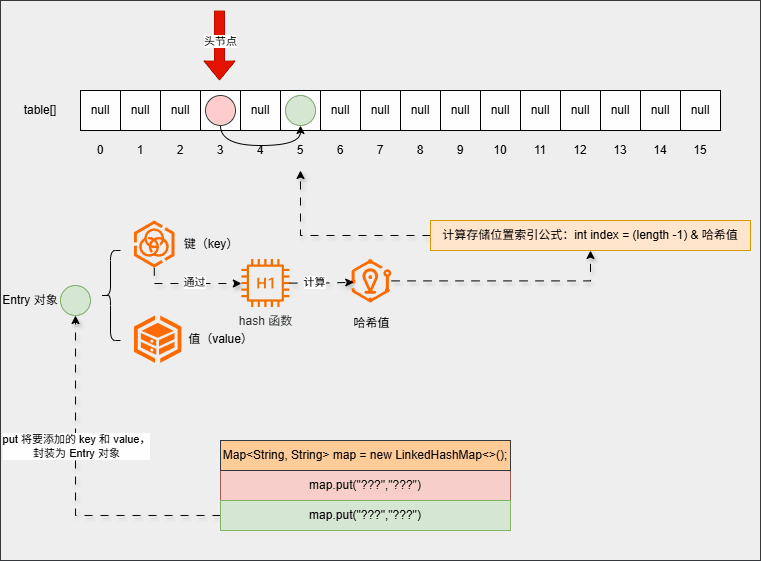 头节点
table[]
null null null null null null null null null null null null null null
0 1 2 3 4 5 6 7 8 9 10 11 12 13 14 15
计算存储位置索引公式：int index = (length -1) & 哈希值
键（key）
通过
H1
计算
hash 函数
哈希值
Entry 对象
值（value）
put 将要添加的 key 和 value，
封装为 Entry 对象
Map<String, String> map = new LinkedHashMap<>();
map.put("???","???")
map.put("???","???")